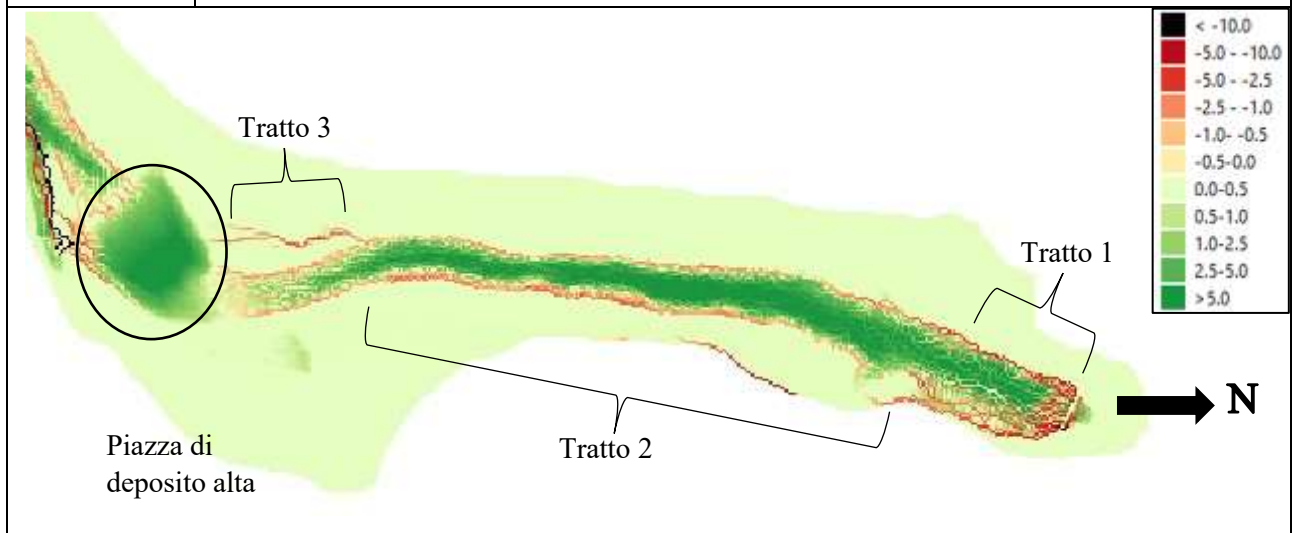 < -10.0
-5.0 - -10.0
-5.0 - -2.5
-2.5 - -1.0
-1.0- -0.5
-0.5-0.0
0.0-0.5
0.5-1.0
1.0-2.5
2.5-5.0
>5.0
Tratto 3
Tratto 1
N
Tratto 2
Piazza di
deposito alta